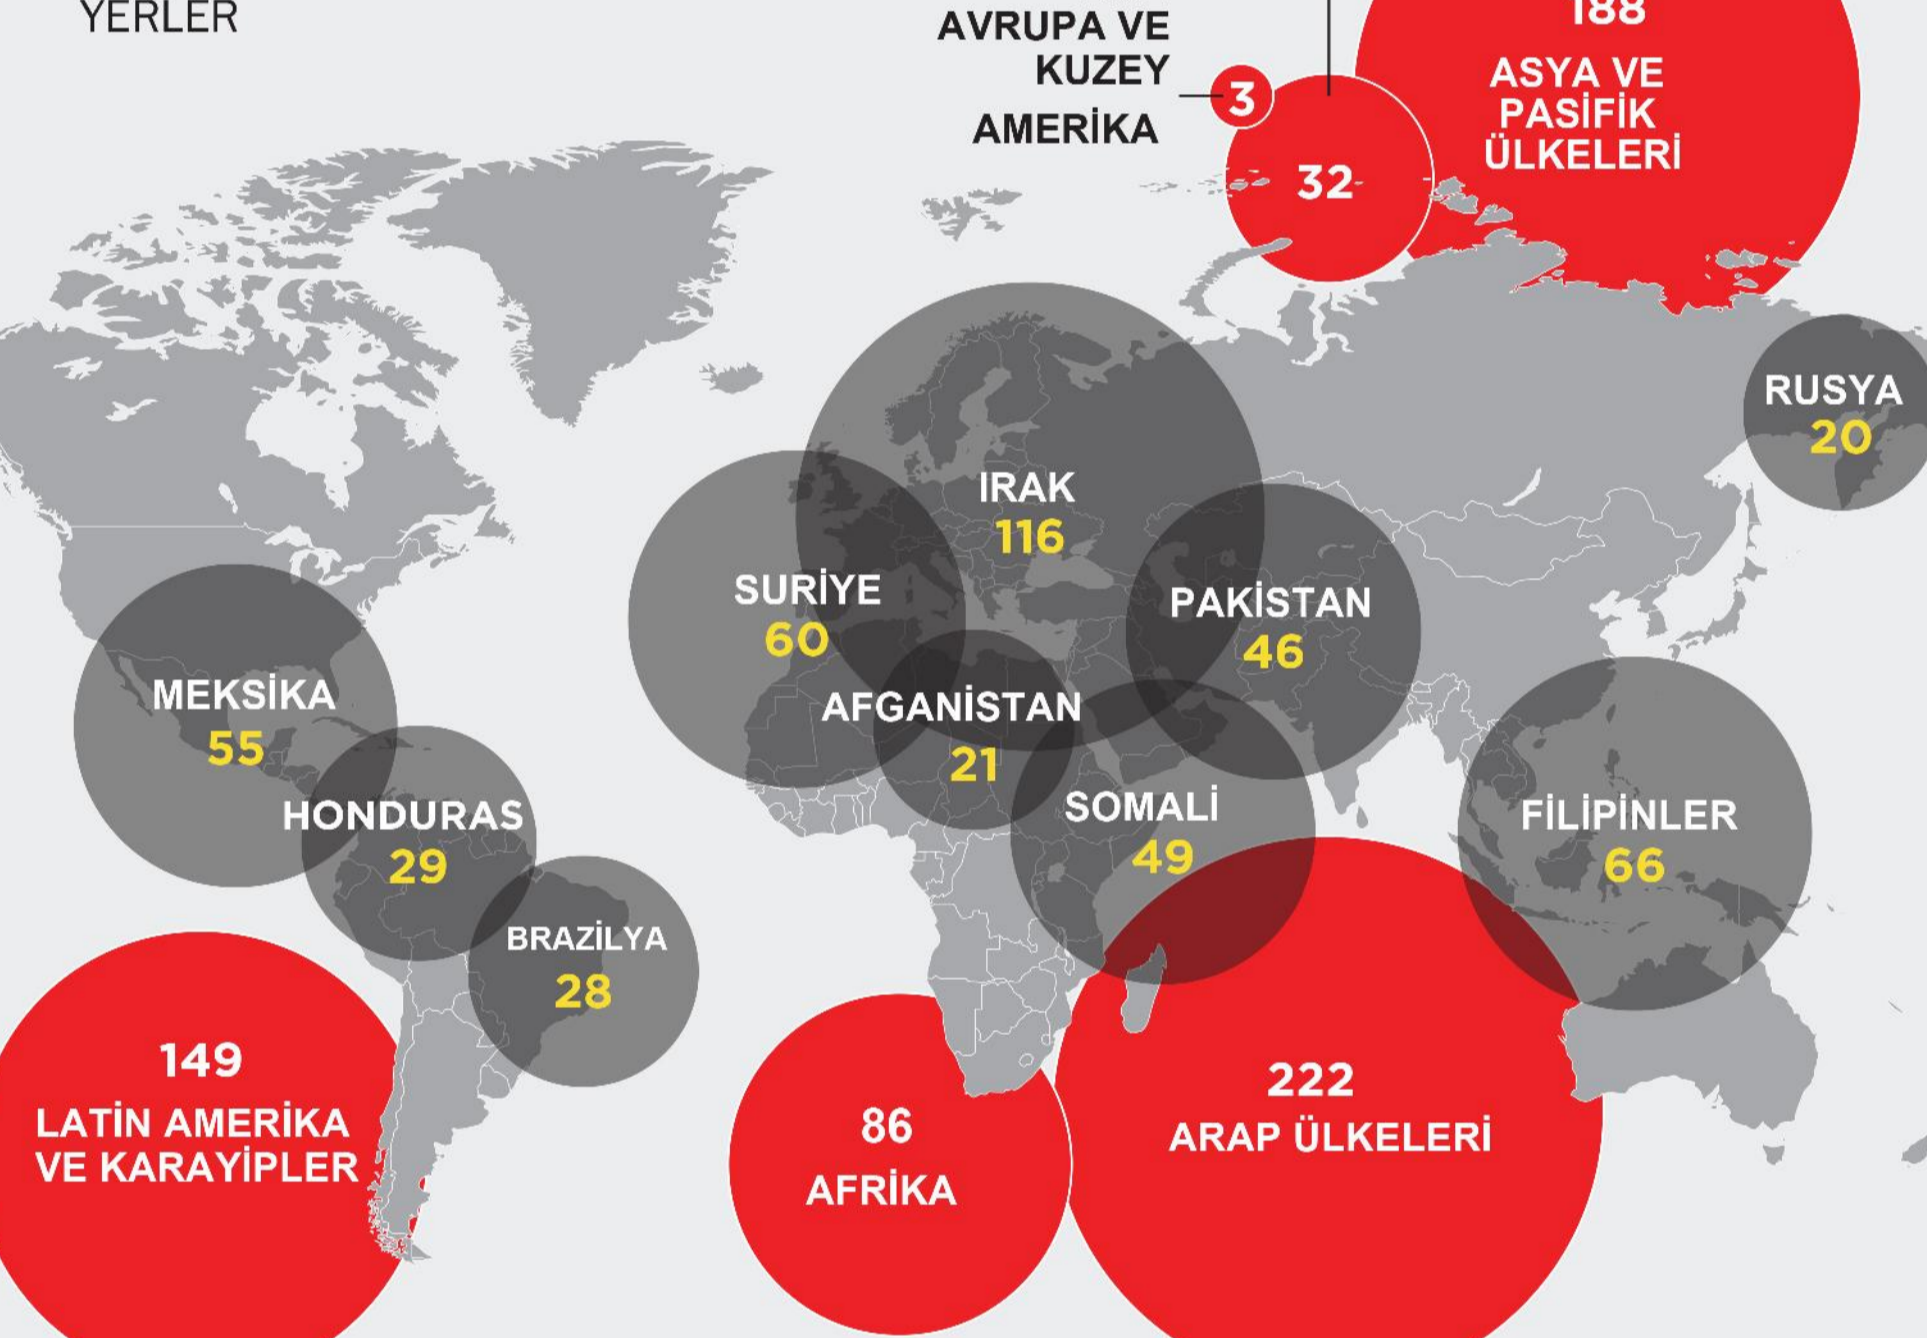 YERLER
AVRUPA VE
KUZEY
AMERİKA
3
32
188
ASYA VE
PASİFİK
ÜLKELERİ
RUSYA
20
IRAK
116
SURİYE
60
PAKİSTAN
46
MEKSİKA
55
AFGANİSTAN
21
HONDURAS
29
SOMALİ
49
FİLİPİNLER
66
BRAZİLYA
28
149
LATİN AMERİKA
VE KARAYİPLER
86
AFRİKA
222
ARAP ÜLKELERİ